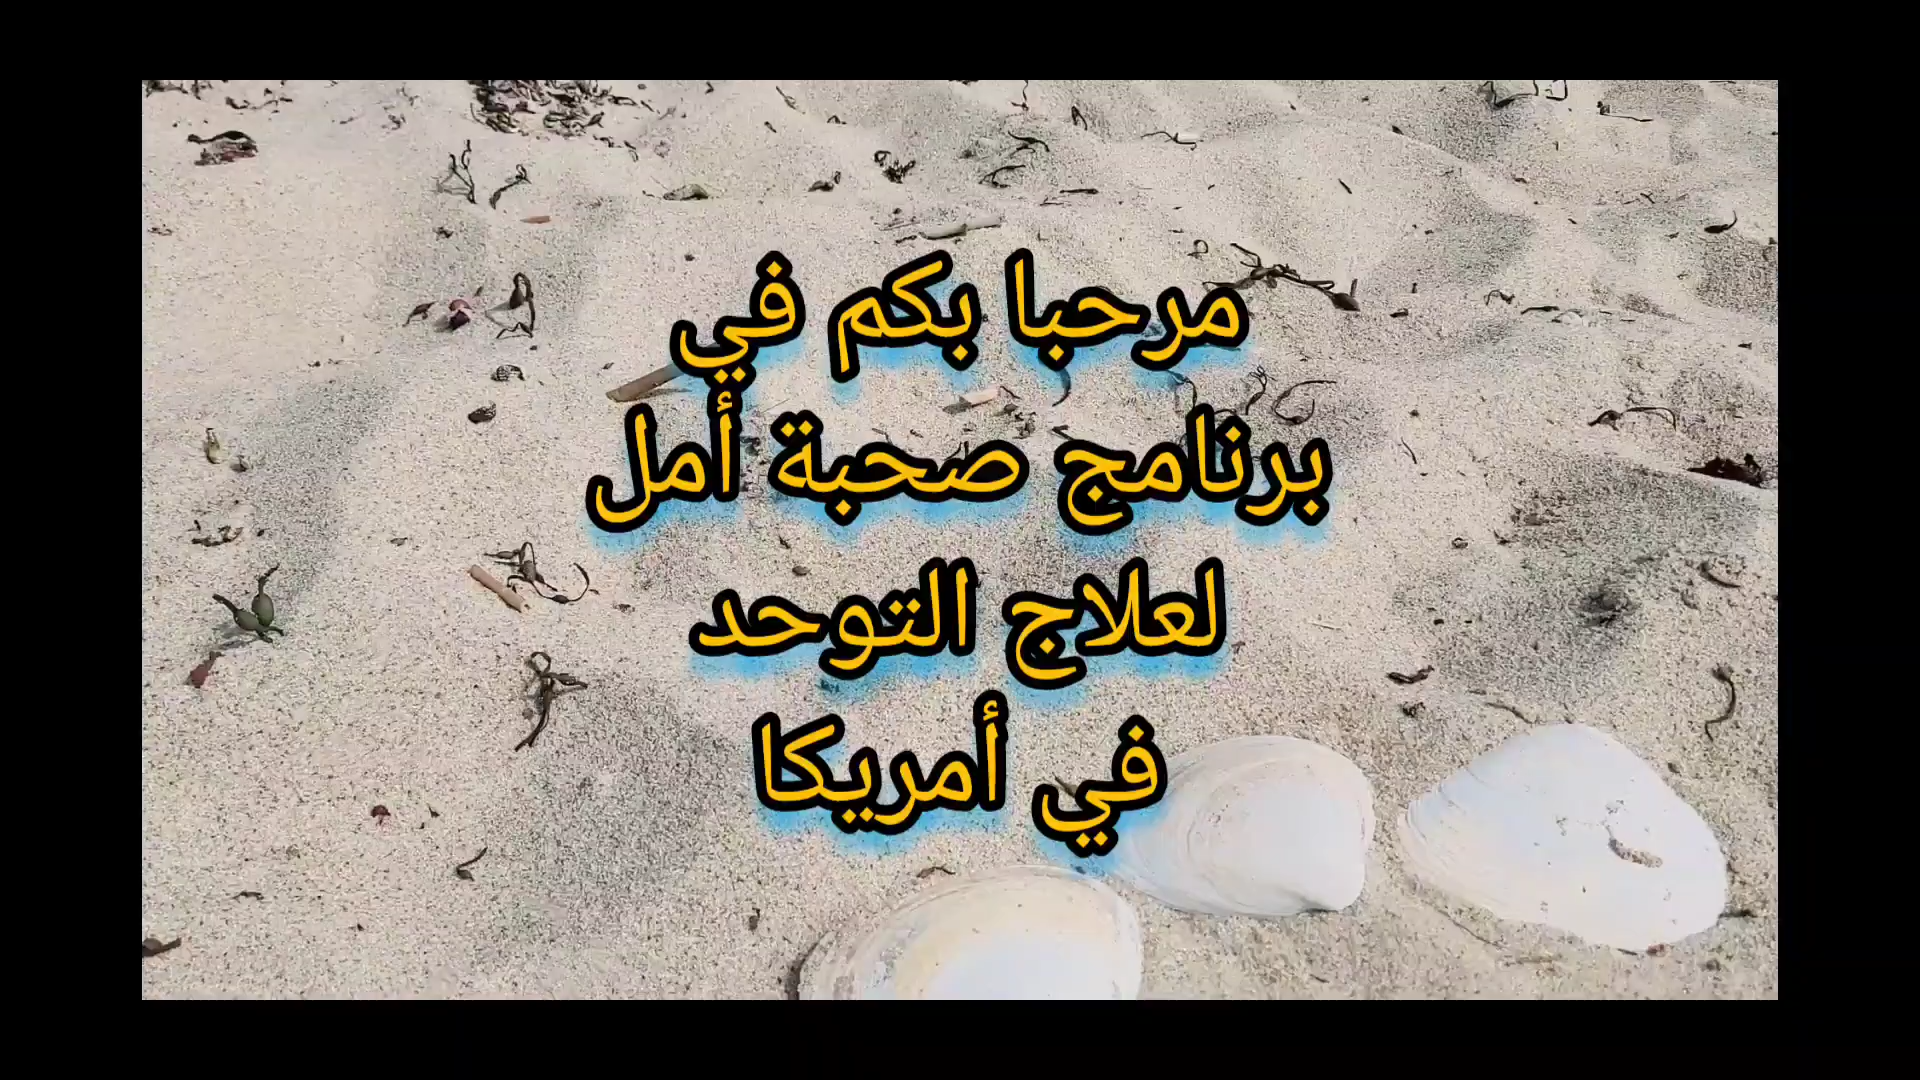 مرحبا بكم في
برنامج صحبة أمل
لعلاج التوحد
في أمريكا